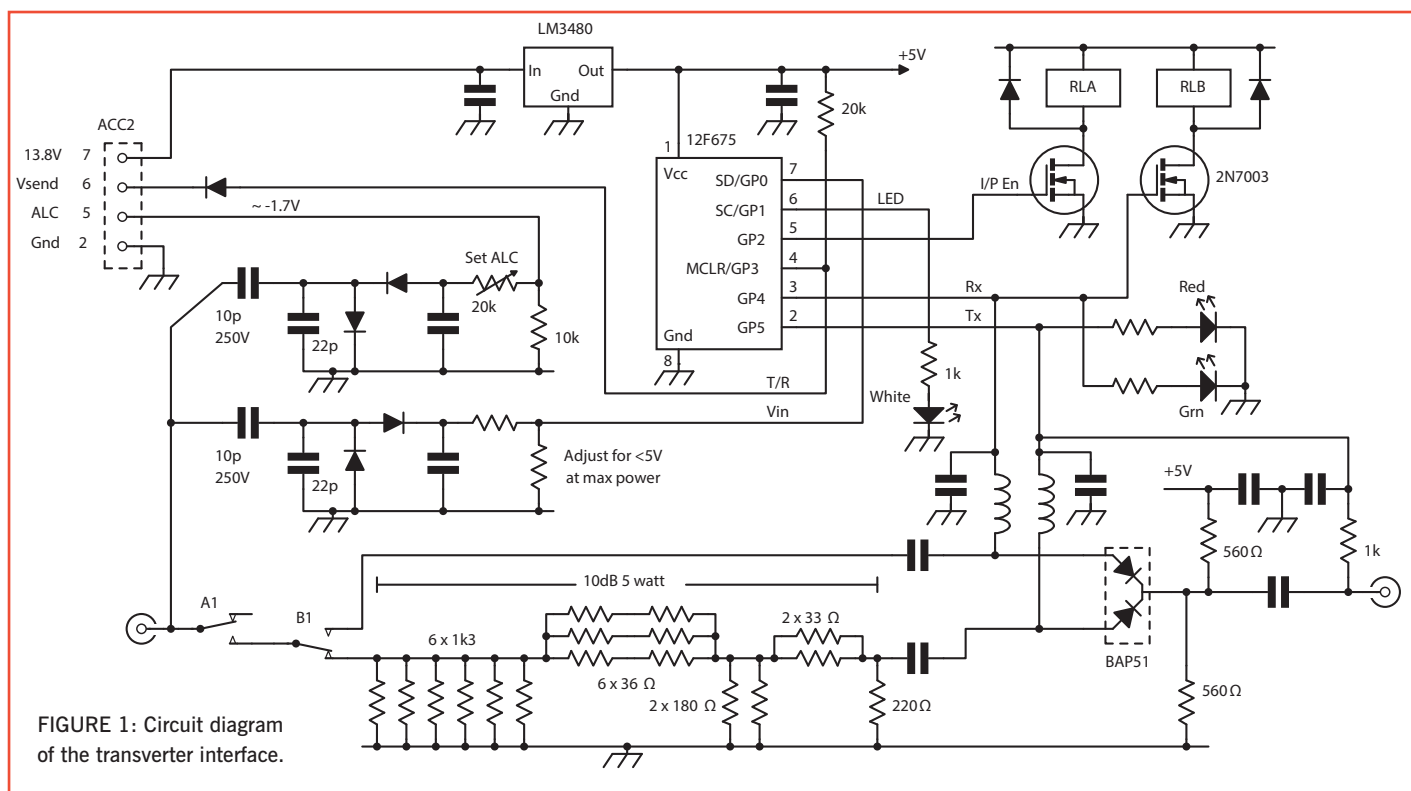 LM3480
In Out
Gnd
+5V
20k
RLA
RLB
2N7003
I/P En
ACC2
13.8V 7
Vsend 6
ALC 5
Gnd 2
~ -1.7V
12F675
1
Vcc
SD/GP0 7
SC/GP1 6
GP2 5
MCLR/GP3 4
GP4 3
GP5 2
Gnd
8
LED
Rx
Tx
Red
Grn
1k
White
T/R
Vin
Set ALC
20k
10k
10p
250V
22p
10p
250V
22p
Adjust for <5V
at max power
+5V
560Ω
1k
10dB 5 watt
A1
B1
6 x 1k3
6 x 36 Ω
2 x 180 Ω
2 x 33 Ω
220Ω
BAP51
560Ω
FIGURE 1: Circuit diagram
of the transverter interface.